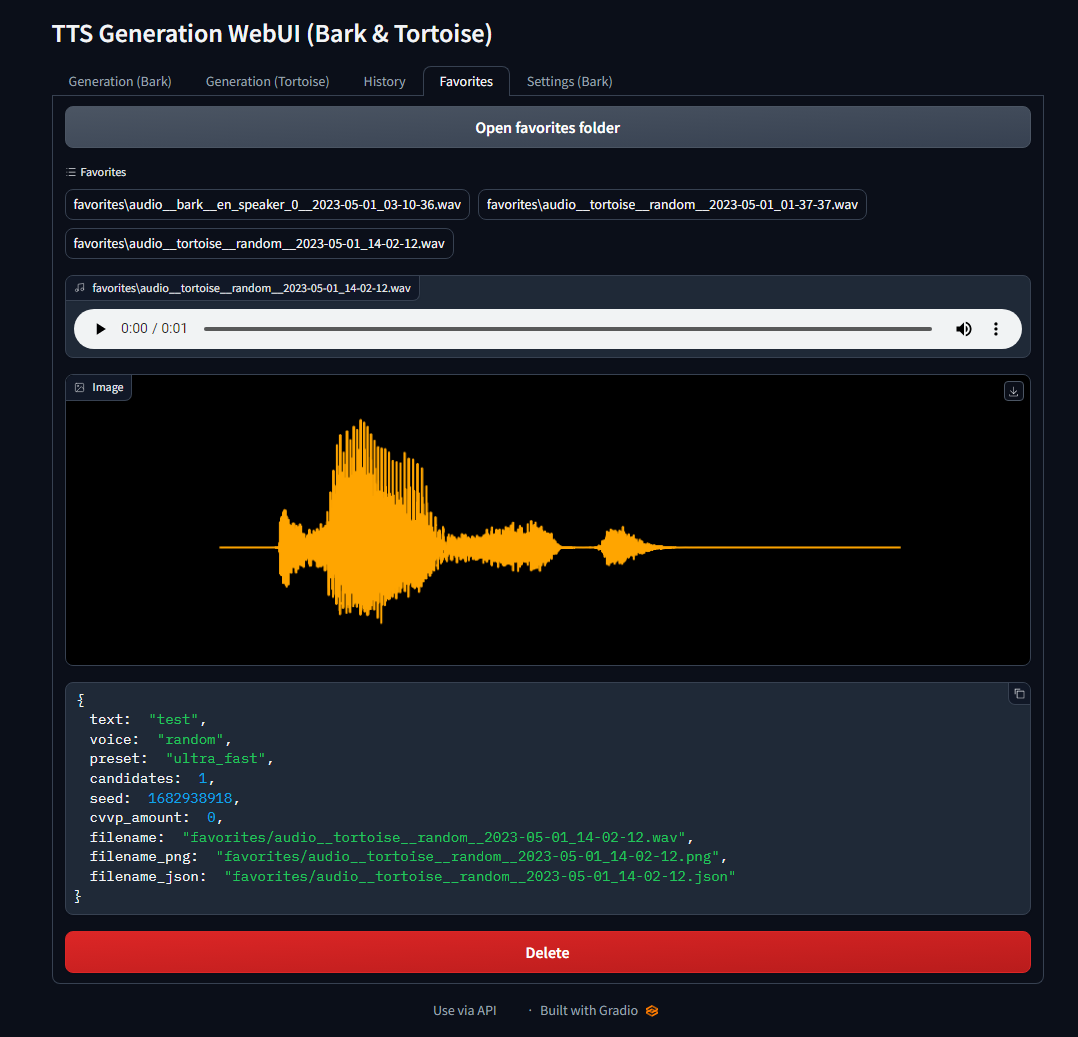 TTS Generation WebUI (Bark & Tortoise)
Generation (Bark) Generation (Tortoise) History Favorites Settings (Bark)
Open favorites folder
Favorites
favorites\audio__bark__en_speaker_0__2023-05-01_03-10-36.wav favorites\audio__tortoise__random__2023-05-01_01-37-37.wav
favorites\audio__tortoise__random__2023-05-01_14-02-12.wav
favorites\audio__tortoise__random__2023-05-01_14-02-12.wav
0:00 / 0:01
Image
{
text: "test",
voice: "random",
preset: "ultra_fast",
candidates: 1,
seed: 1682938918,
cvvp_amount: 0,
filename: "favorites/audio__tortoise__random__2023-05-01_14-02-12.wav",
filename_png: "favorites/audio__tortoise__random__2023-05-01_14-02-12.png",
filename_json: "favorites/audio__tortoise__random__2023-05-01_14-02-12.json"
}
Delete
Use via API · Built with Gradio